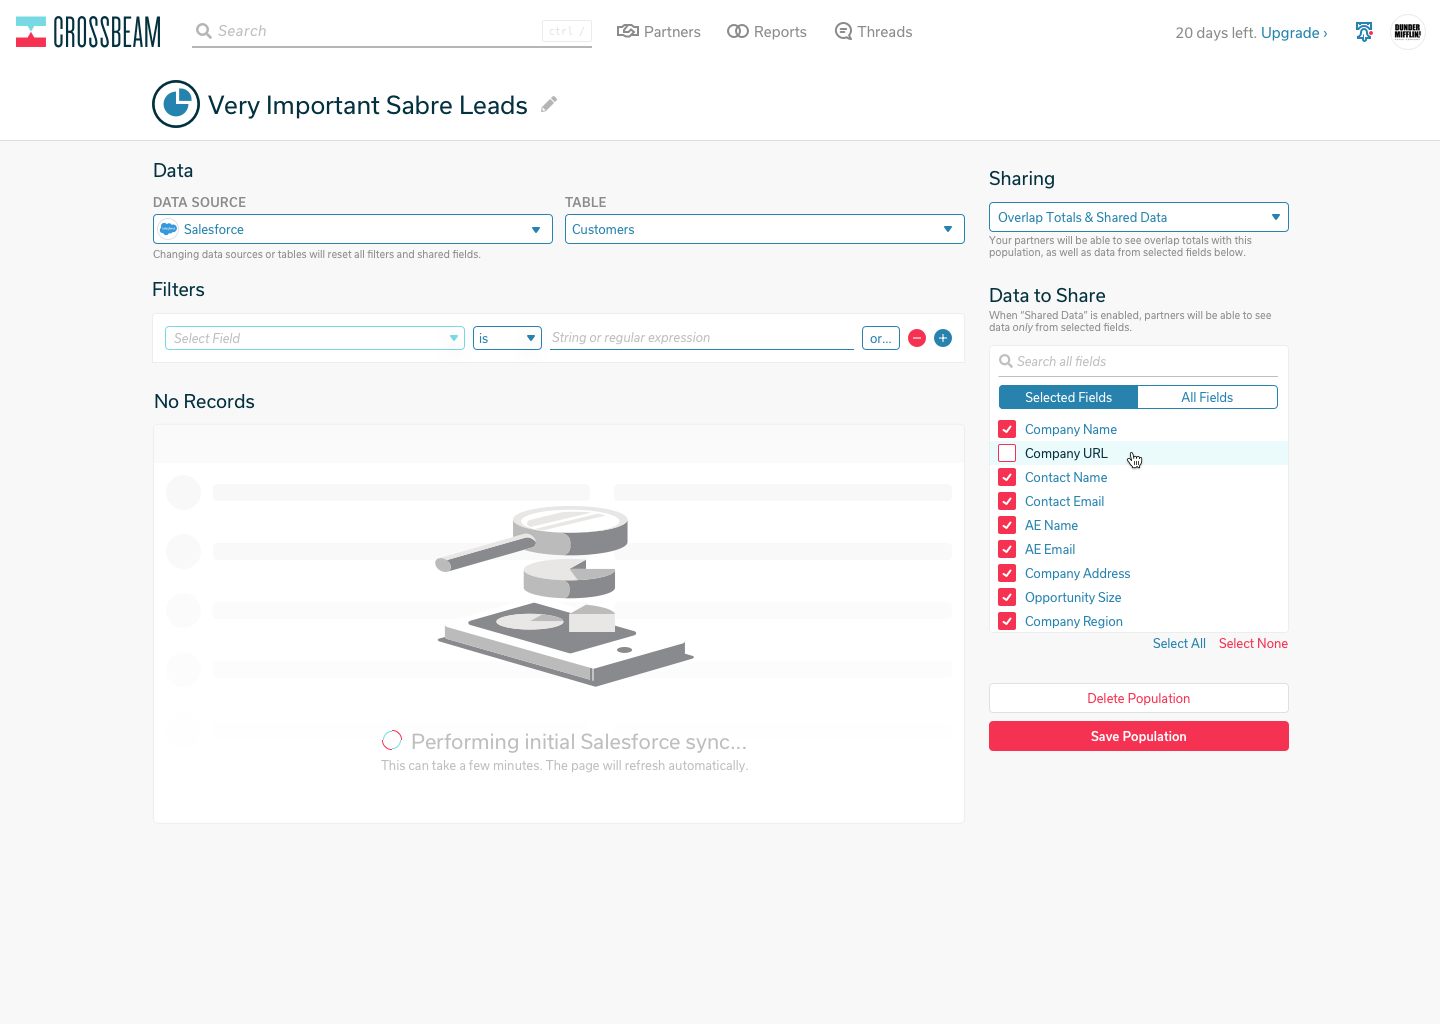 CROSSBEAM
Search
ctrl /
Partners
Reports
Threads
20 days left. Upgrade ›
DUNDER
MIFFLIN
Very Important Sabre Leads
Data
DATA SOURCE
TABLE
Salesforce
Customers
Changing data sources or tables will reset all filters and shared fields.
Filters
Select Field
is
String or regular expression
or...
No Records
Performing initial Salesforce sync...
This can take a few minutes. The page will refresh automatically.
Sharing
Overlap Totals & Shared Data
Your partners will be able to see overlap totals with this
population, as well as data from selected fields below.
Data to Share
When “Shared Data” is enabled, partners will be able to see
data only from selected fields.
Search all fields
Selected Fields
All Fields
Company Name
Company URL
Contact Name
Contact Email
AE Name
AE Email
Company Address
Opportunity Size
Company Region
Select All
Select None
Delete Population
Save Population